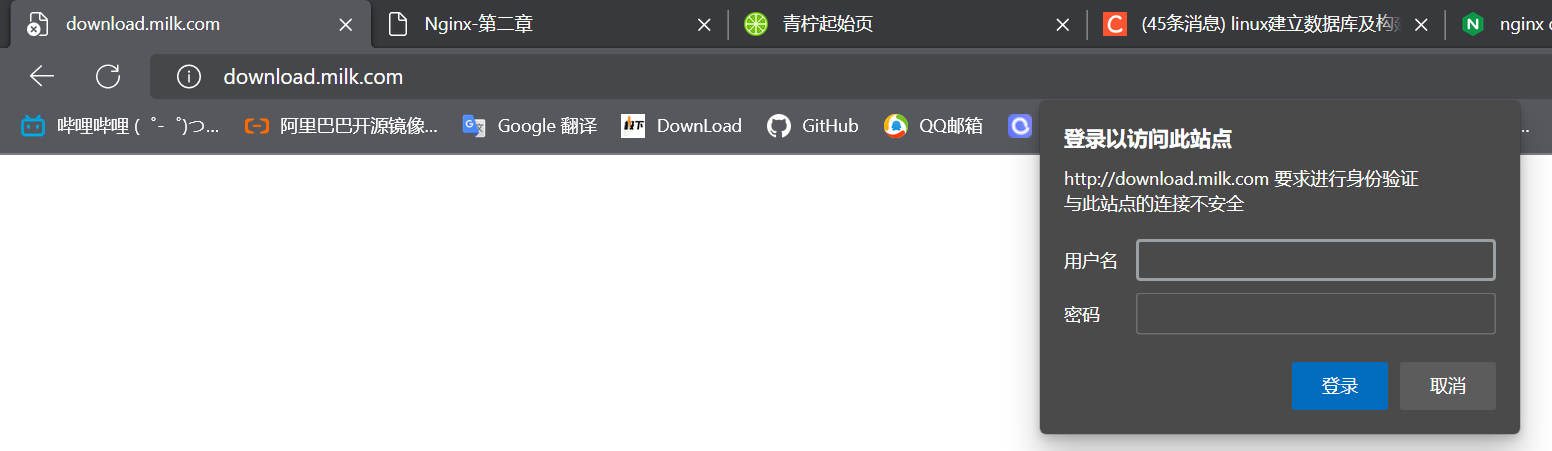 download.milk.com
Nginx-第二章
青柠起始页
(45条消息) linux建立数据库及构
nginx
download.milk.com
哔哩哔哩 ( ゜- ゜)つ...
阿里巴巴开源镜像...
Google 翻译
DownLoad
GitHub
QQ邮箱
...
登录以访问此站点
http://download.milk.com 要求进行身份验证
与此站点的连接不安全
用户名
密码
登录
取消